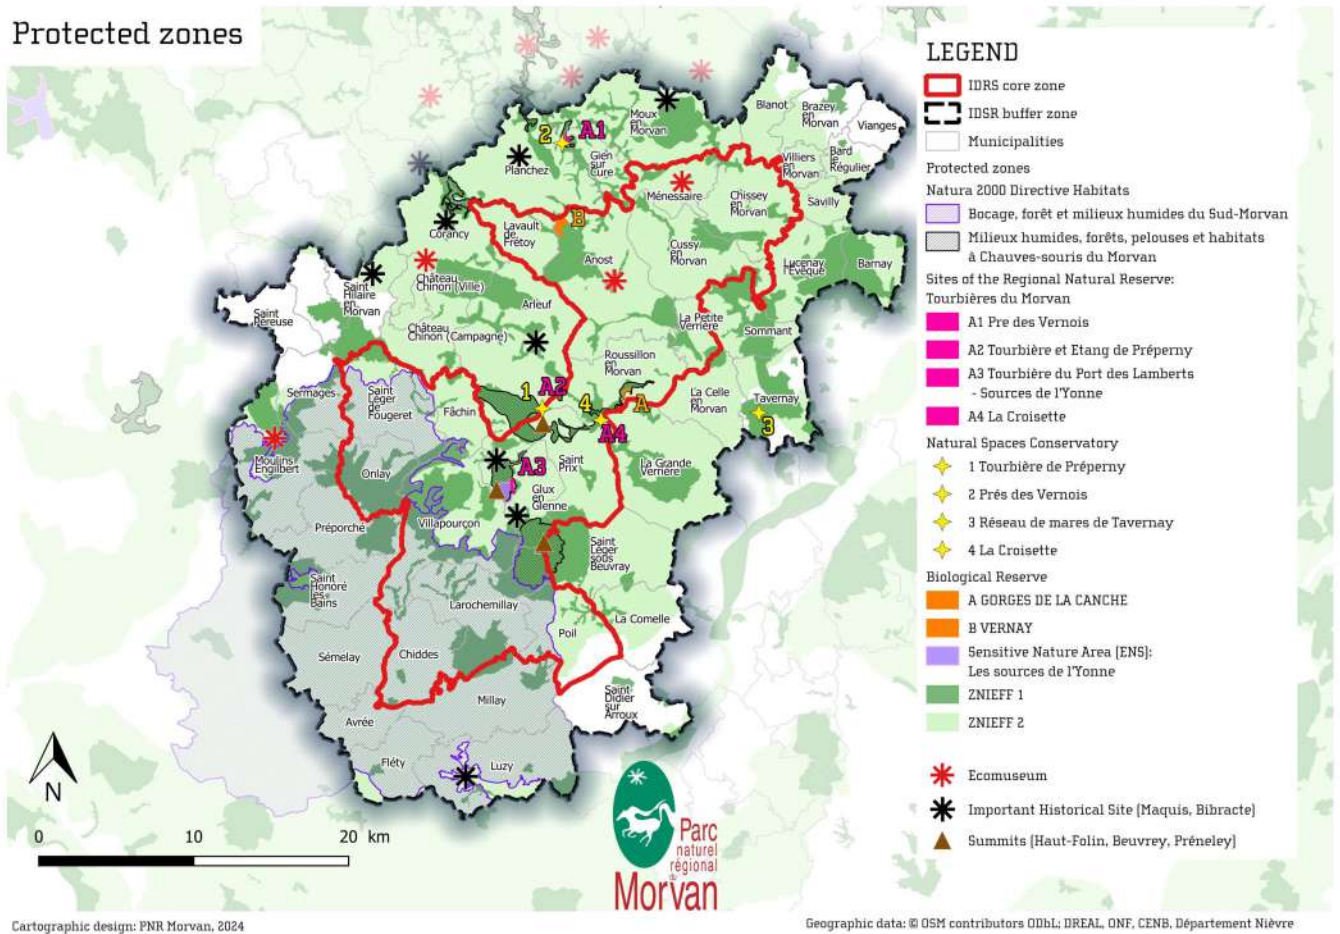 Protected zones
LEGEND
IDRS core zone
IDSR buffer zone
Municipalities
Protected zones
Natura 2000 Directive Habitats
Bocage, forêt et milieux humides du Sud-Morvan
Milieux humides, forêts, pelouses et habitats
à Chauves-souris du Morvan
Sites of the Regional Natural Reserve:
Tourbières du Morvan
A1 Pre des Vernois
A2 Tourbière et Etang de Préperny
A3 Tourbière du Port des Lamberts
- Sources de l'Yonne
A4 La Croisette
Natural Spaces Conservatory
1 Tourbière de Préperny
2 Prés des Vernois
3 Réseau de mares de Tavernay
4 La Croisette
Biological Reserve
A GORGES DE LA CANCHE
B VERNAY
Sensitive Nature Area (ENS):
Les sources de l'Yonne
ZNIEFF 1
ZNIEFF 2
Ecomuseum
Important Historical Site (Maquis, Bibracte)
Summits (Haut-Folin, Beuvrey, Préneley)
Blanot
Brazey
en
Morvan
Vianges
Moux
en
Morvan
2
A1
Gien
sur
Cure
Planchez
Bard
le
Régulier
Villiers
en
Morvan
Ménessaire
Chissey
en
Morvan
Savilly
B
Lavault
de
Frétoy
Corancy
Cussy
en
Morvan
Anost
Lucenay
l'Evêque
Barnay
Château
Chinon (Ville)
Saint
Hilaire
en
Morvan
Arleuf
Saint
Péreuse
La Petite
Verrière
Sommant
Château
Chinon (Campagne)
Roussillon
en
Morvan
Sermages
Saint
Léger
de
Fougeret
1
A2
4
A
La Celle
en
Morvan
Tavernay
3
Fâchin
A4
Moulins
Engilbert
Onlay
A3
Saint
Prix
La Grande
Verrière
Glux
en
Glenne
Préporché
Villapourçon
Saint
Léger
sous
Beuvray
Saint
Honoré
les
Bains
Larochemillay
La Comelle
Poil
Sémelay
Chiddes
Saint-
Didier
sur
Arroux
Millay
Avrée
Fléty
Luzy
N
0 10 20 km
Parc
naturel
régional
du
Morvan
Cartographic design: PNR Morvan, 2024
Geographic data: © OSM contributors ODbL; DREAL, ONF, CENB, Département Nièvre